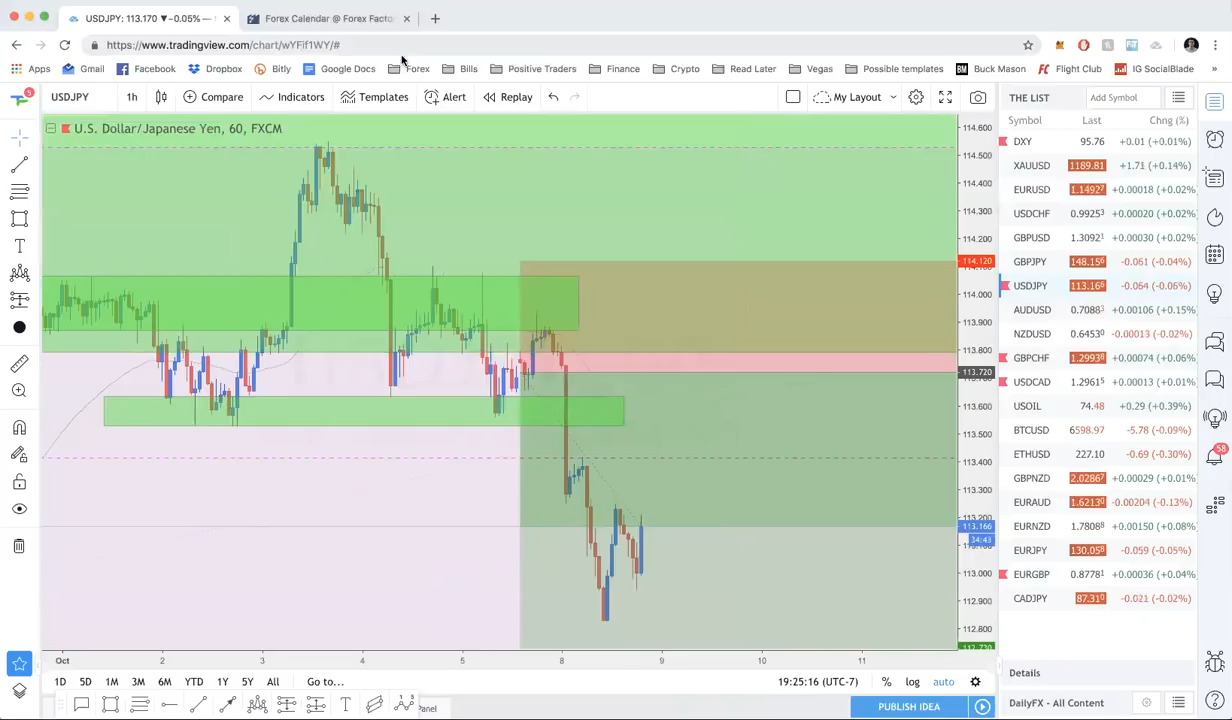 USDJPY: 113.170 ▼−0.05% —
Forex Calendar @ Forex Facto
https://www.tradingview.com/chart/wYFif1WY/#
Apps Gmail Facebook Dropbox Bitly Google Docs Forex Bills Positive Traders Finance Crypto Read Later Vegas Possible templates Buck Mason Flight Club IG SocialBlade »
5 USDJPY 1h Compare Indicators Templates Alert Replay My Layout
THE LIST Add Symbol
Symbol Last Chng (%)
U.S. Dollar/Japanese Yen, 60, FXCM
DXY 95.76 +0.01 (+0.01%)
XAUUSD 1189.81 +1.71 (+0.14%)
EURUSD 1.14927 +0.00018 (+0.02%)
USDCHF 0.99253 +0.00020 (+0.02%)
GBPUSD 1.30921 +0.00030 (+0.02%)
GBPJPY 148.156 -0.061 (-0.04%)
USDJPY 113.166 -0.064 (-0.06%)
AUDUSD 0.70883 +0.00106 (+0.15%)
NZDUSD 0.64530 -0.00013 (-0.02%)
GBPCHF 1.29938 +0.00074 (+0.06%)
USDCAD 1.29615 +0.00013 (+0.01%)
USOIL 74.48 +0.29 (+0.39%)
BTCUSD 6598.97 -5.78 (-0.09%)
ETHUSD 227.10 -0.69 (-0.30%)
GBPNZD 2.02867 +0.00029 (+0.01%)
EURAUD 1.62130 -0.00204 (-0.13%)
EURNZD 1.78088 +0.00150 (+0.08%)
EURJPY 130.058 -0.059 (-0.05%)
EURGBP 0.87781 +0.00036 (+0.04%)
CADJPY 87.310 -0.021 (-0.02%)
58
114.600
114.500
114.400
114.300
114.200
114.120
114.000
113.900
113.800
113.720
113.600
113.500
113.400
113.300
113.200
113.166
34:43
113.000
112.900
112.800
Oct 2 3 4 5 8 9 10 11
1D 5D 1M 3M 6M YTD 1Y 5Y All Go to...
19:25:16 (UTC-7) % log auto
Details
Panel
PUBLISH IDEA
DailyFX - All Content